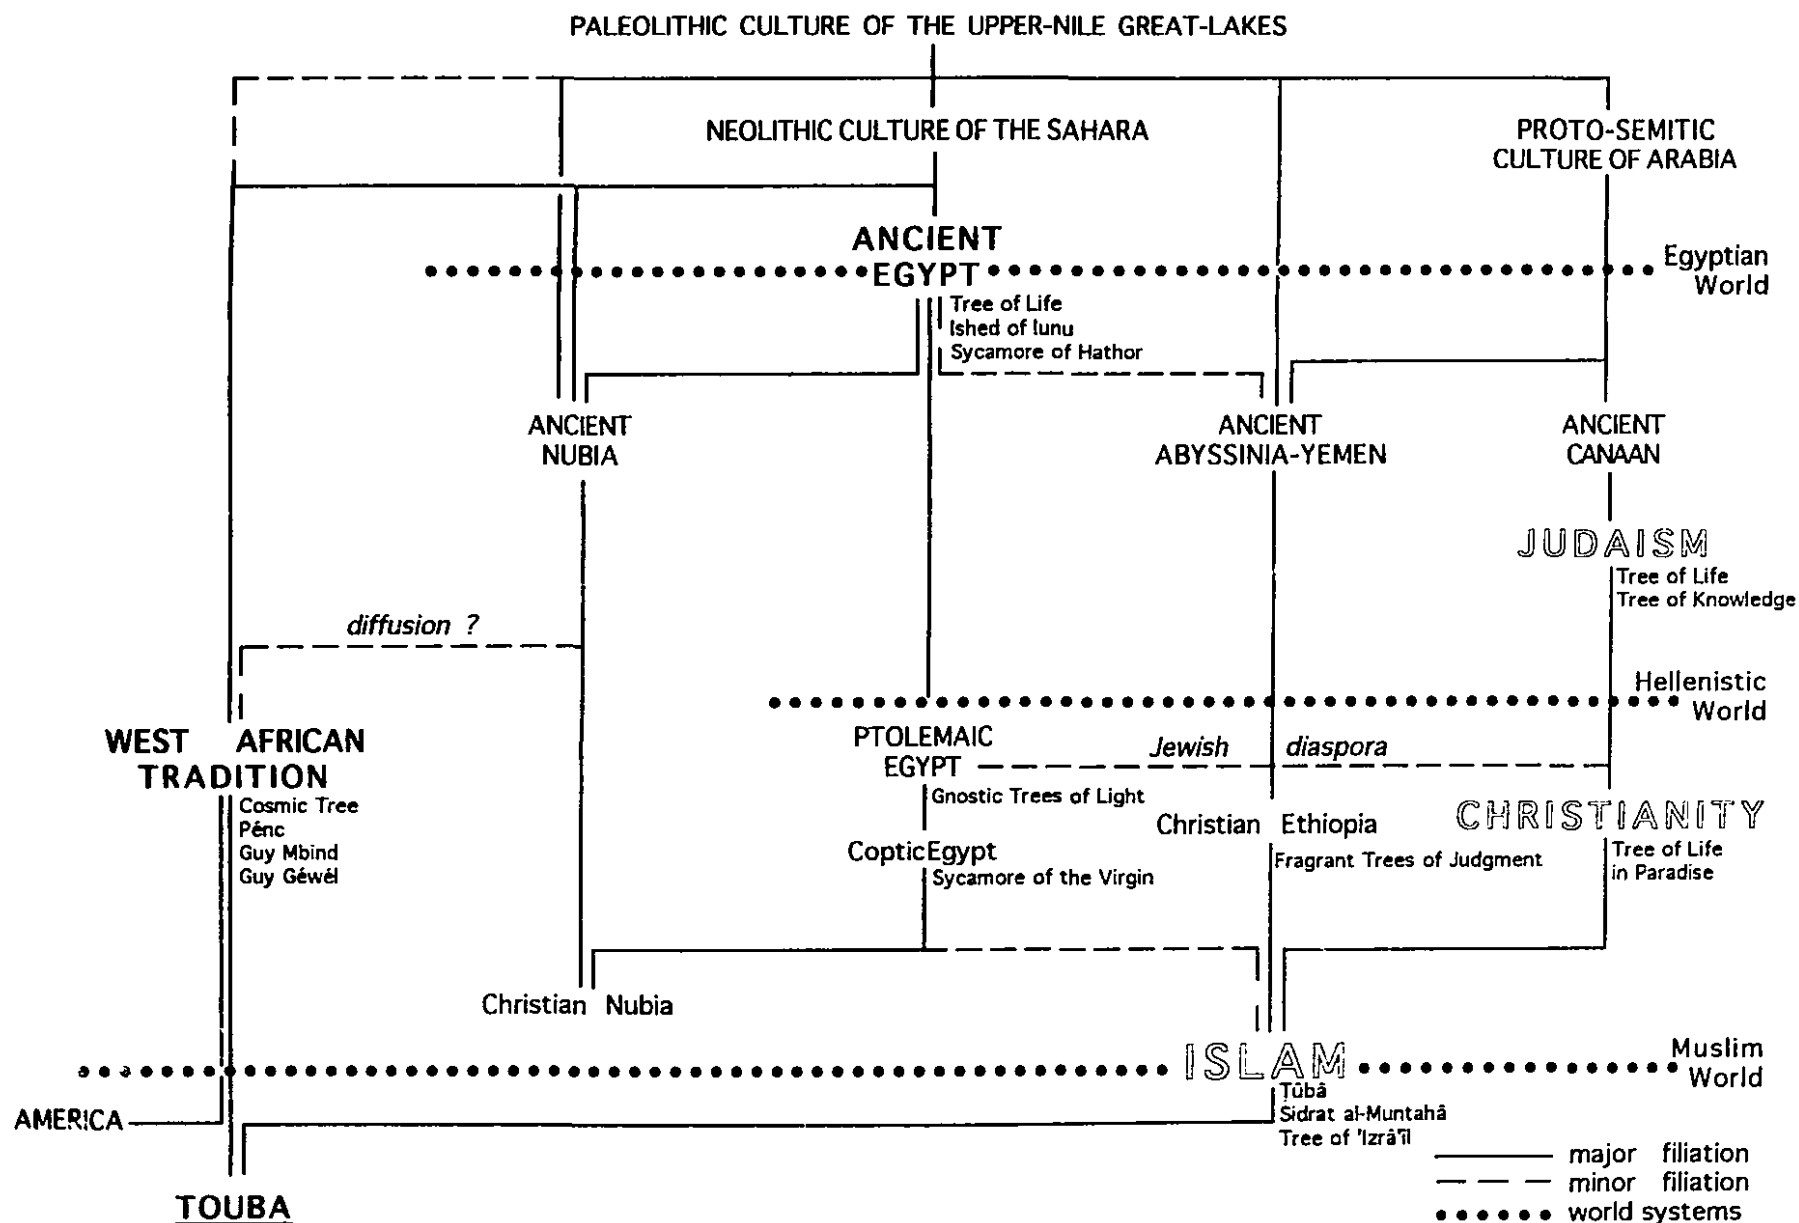 PALEOLITHIC CULTURE OF THE UPPER-NILE GREAT-LAKES
NEOLITHIC CULTURE OF THE SAHARA
PROTO-SEMITIC
CULTURE OF ARABIA
ANCIENT
EGYPT
Egyptian
World
Tree of Life
Ished of Iunu
Sycamore of Hathor
ANCIENT
NUBIA
ANCIENT
ABYSSINIA-YEMEN
ANCIENT
CANAAN
JUDAISM
Tree of Life
Tree of Knowledge
diffusion ?
Hellenistic
World
WEST AFRICAN
TRADITION
Cosmic Tree
Pénc
Guy Mbind
Guy Géwél
PTOLEMAIC
EGYPT
Jewish diaspora
Gnostic Trees of Light
Christian Ethiopia
Fragrant Trees of Judgment
CHRISTIANITY
Tree of Life
in Paradise
CopticEgypt
Sycamore of the Virgin
Christian Nubia
ISLAM
Muslim
World
Ṭûbâ
Sidrat al-Muntahâ
Tree of 'Izrâ'îl
AMERICA
TOUBA
major filiation
minor filiation
world systems